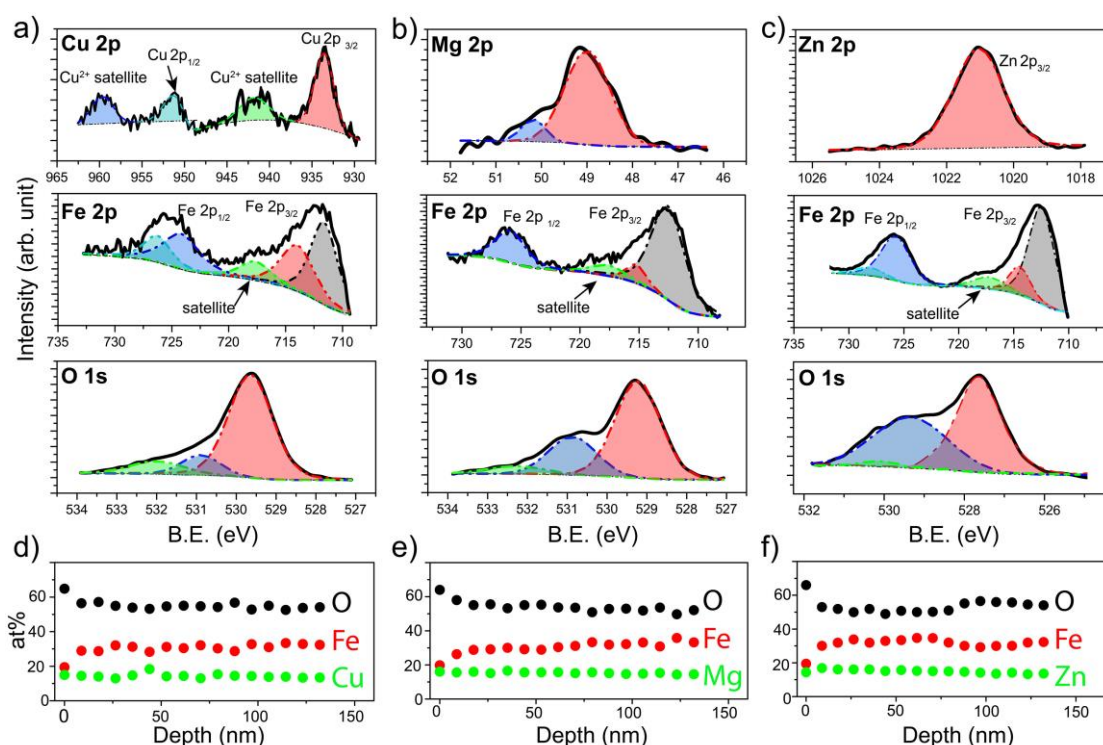 a)
Cu 2p
Cu²⁺ satellite
Cu 2p₁/₂
Cu²⁺ satellite
Cu 2p ₃/₂
965 960 955 950 945 940 935 930
Fe 2p
Fe 2p₁/₂
Fe 2p₃/₂
satellite
735 730 725 720 715 710
O 1s
534 533 532 531 530 529 528 527
B.E. (eV)
Intensity (arb. unit)
b)
Mg 2p
52 51 50 49 48 47 46
Fe 2p
Fe 2p ₁/₂
Fe 2p₃/₂
satellite
735 730 725 720 715 710
O 1s
534 533 532 531 530 529 528 527
B.E. (eV)
c)
Zn 2p
Zn 2p₃/₂
1026 1024 1022 1020 1018
Fe 2p
Fe 2p₁/₂
Fe 2p₃/₂
satellite
735 730 725 720 715 710
O 1s
532 530 528 526
B.E. (eV)
d)
at%
60
40
20
0
O
Fe
Cu
0 50 100 150
Depth (nm)
e)
60
40
20
0
O
Fe
Mg
0 50 100 150
Depth (nm)
f)
60
40
20
0
O
Fe
Zn
0 50 100 150
Depth (nm)